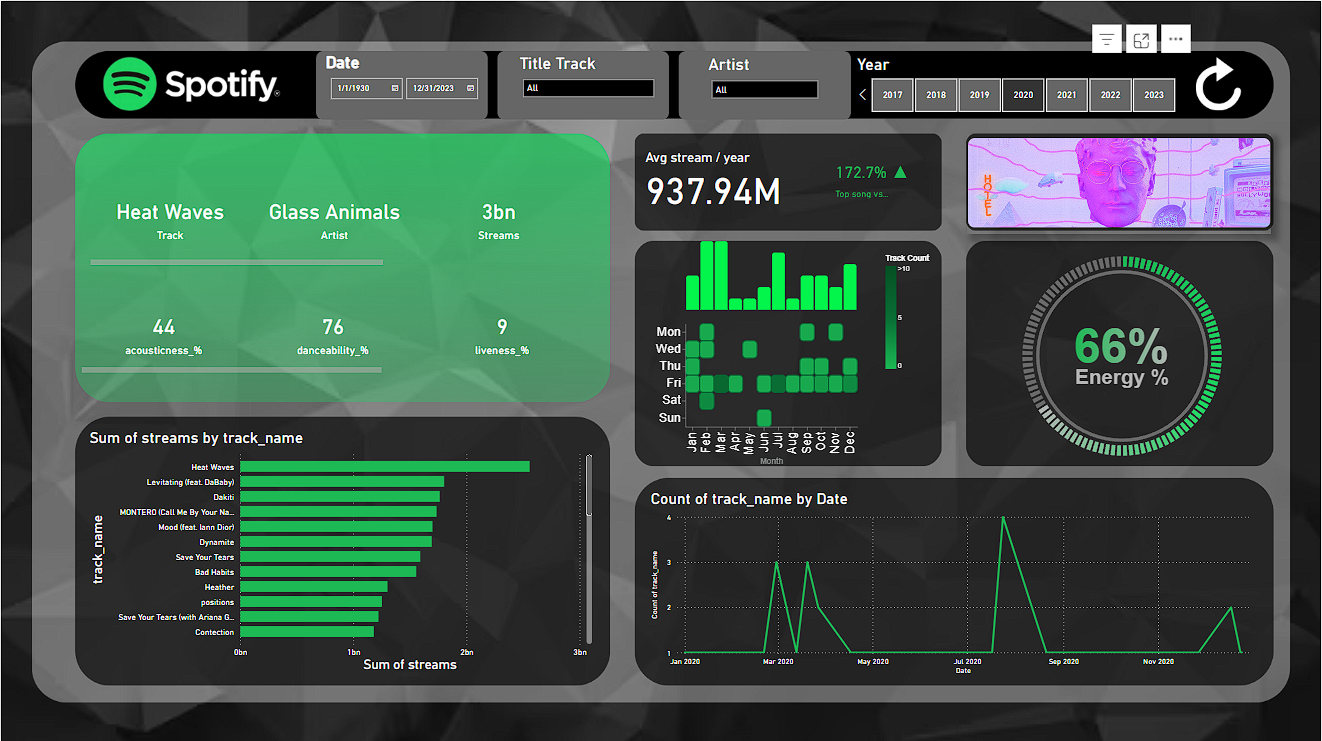 Spotify
Date
1/1/1930
12/31/2023
Title Track
All
Artist
All
Year
2017
2018
2019
2020
2021
2022
2023
Heat Waves
Track
Glass Animals
Artist
3bn
Streams
44
acousticness_%
76
danceability_%
9
liveness_%
Avg stream / year
937.94M
172.7%
Top song vs...
HOTEL
Track Count
>10
5
0
Mon
Wed
Thu
Fri
Sat
Sun
Jan
Feb
Mar
Apr
May
Jun
Jul
Aug
Sep
Oct
Nov
Dec
Month
66%
Energy %
Sum of streams by track_name
track_name
Heat Waves
Levitating (feat. DaBaby)
Dakiti
MONTERO (Call Me By Your Na...
Mood (feat. Iann Dior)
Dynamite
Save Your Tears
Bad Habits
Heather
positions
Save Your Tears (with Ariana G...
Contection
0bn
1bn
2bn
3bn
Sum of streams
Count of track_name by Date
Count of track_name
4
3
2
1
Jan 2020
Mar 2020
May 2020
Jul 2020
Sep 2020
Nov 2020
Date